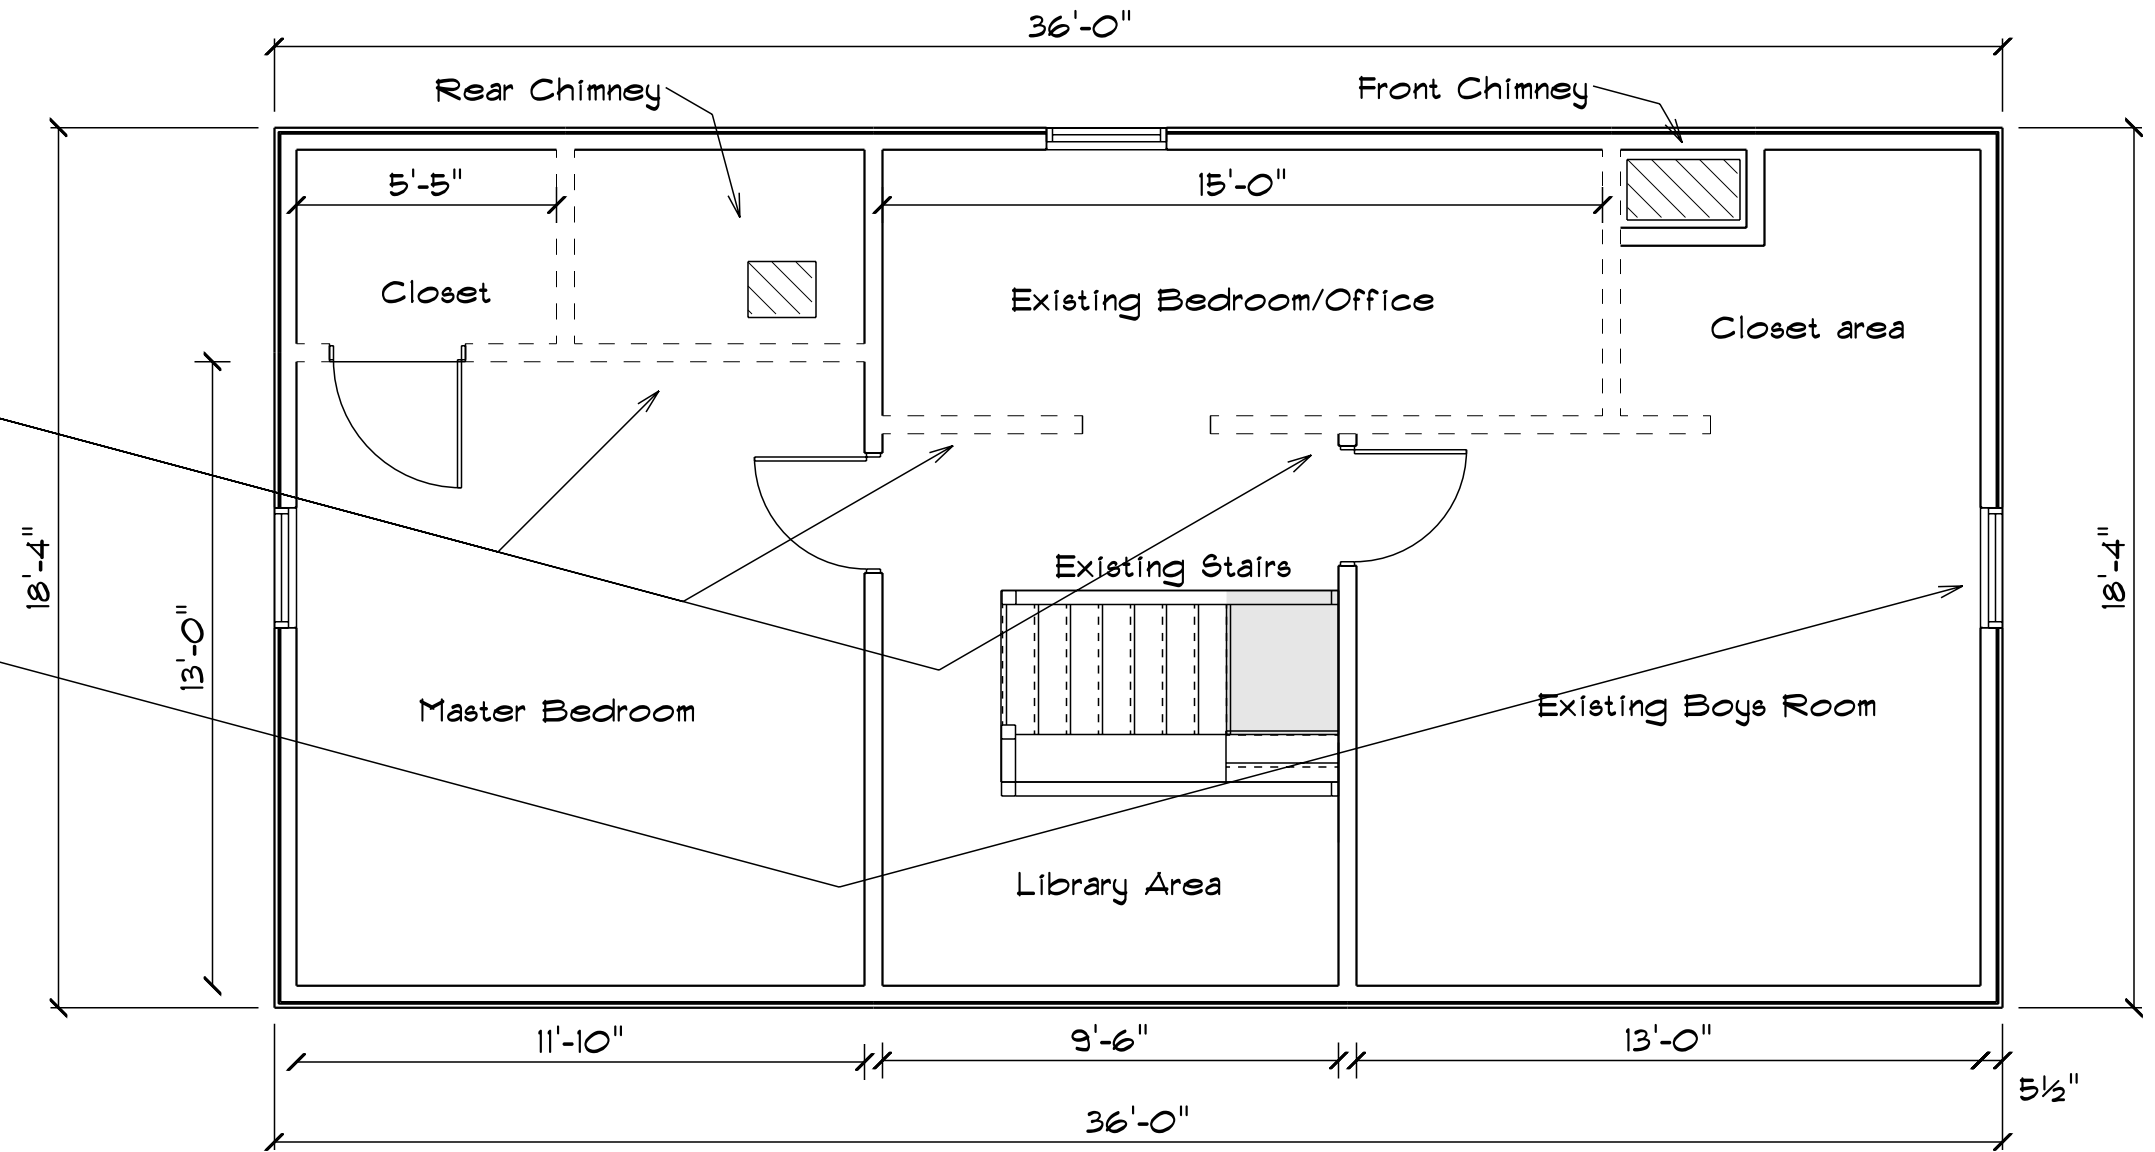 36'-0"
Rear Chimney
Front Chimney
5'-5"
15'-0"
Closet
Existing Bedroom/Office
Closet area
18'-4"
13'-0"
Existing Stairs
18'-4"
Master Bedroom
Existing Boys Room
Library Area
11'-10"
9'-6"
13'-0"
5½"
36'-0"